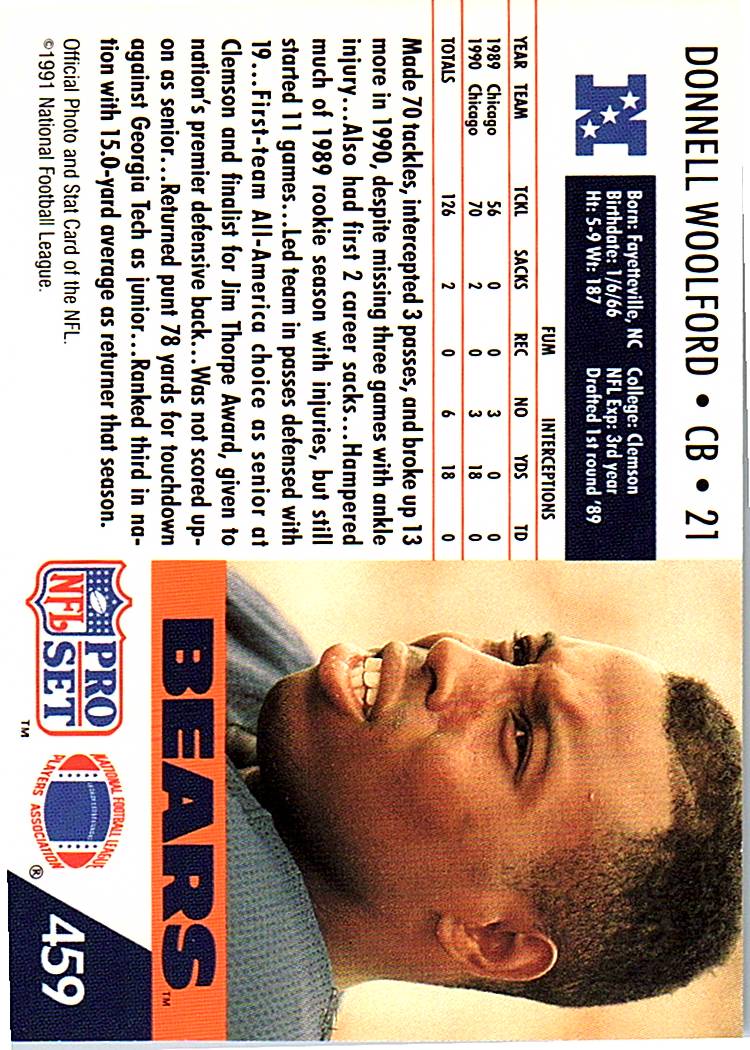 DONNELL WOOLFORD • CB • 21
N
Born: Fayetteville, NC College: Clemson
Birthdate: 1/6/66 NFL Exp: 3rd year
Ht: 5-9 Wt: 187 Drafted 1st round '89
FUM INTERCEPTIONS
YEAR TEAM TCKL SACKS REC NO YDS TD
1989 Chicago 56 0 0 3 0 0
1990 Chicago 70 2 0 3 18 0
TOTALS 126 2 0 6 18 0
Made 70 tackles, intercepted 3 passes, and broke up 13
more in 1990, despite missing three games with ankle
injury...Also had first 2 career sacks...Hampered
much of 1989 rookie season with injuries, but still
started 11 games...Led team in passes defensed with
19...First-team All-America choice as senior at
Clemson and finalist for Jim Thorpe Award, given to
nation's premier defensive back...Was not scored up-
on as senior...Returned punt 78 yards for touchdown
against Georgia Tech as junior...Ranked third in na-
tion with 15.0-yard average as returner that season.
Official Photo and Stat Card of the NFL.
©1991 National Football League.
BEARS™
PRO
NFL SET™
NATIONAL FOOTBALL LEAGUE
PLAYERS ASSOCIATION
®
459